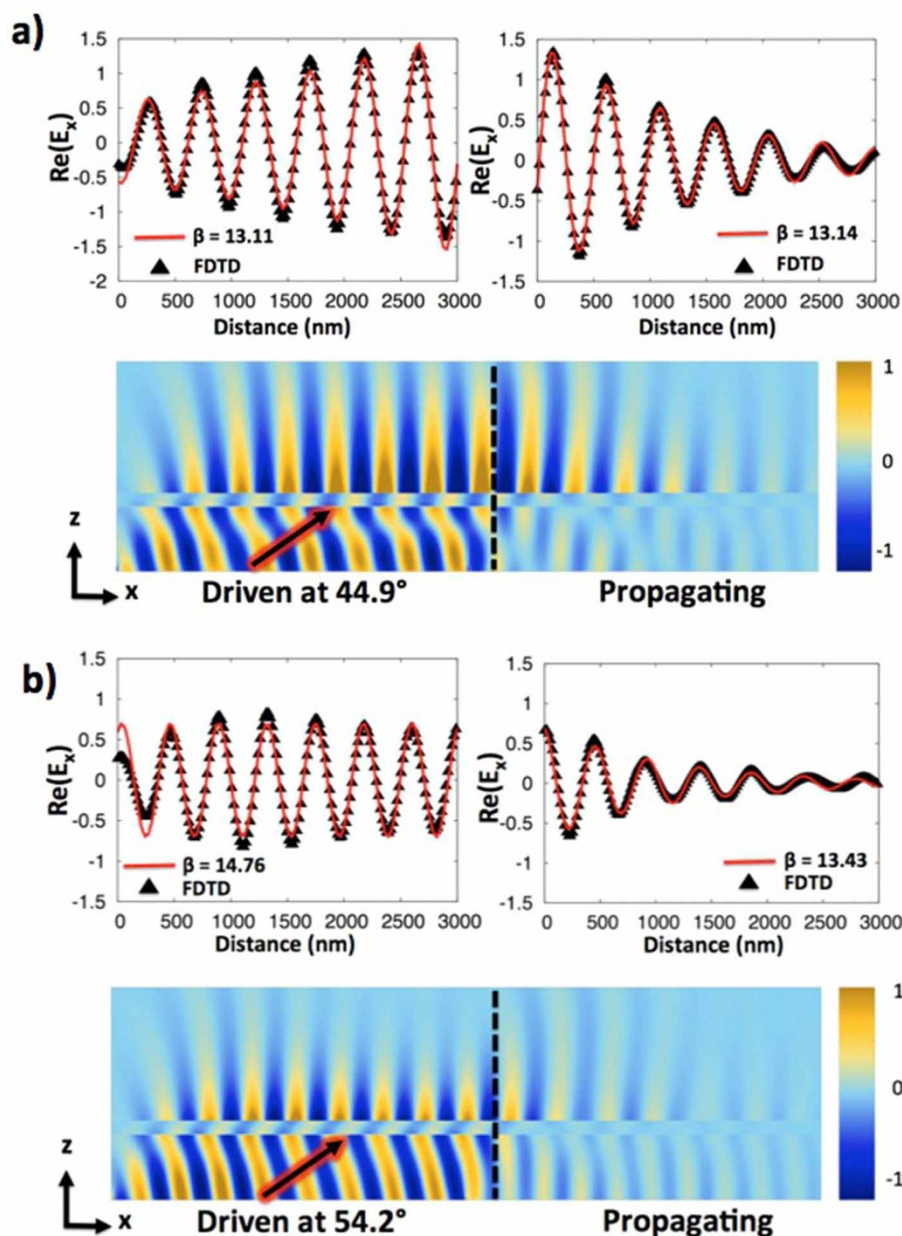 a)
1.5
1
0.5
0
-0.5
-1
-1.5
-2
Re(Eₓ)
β = 13.11
FDTD
0 500 1000 1500 2000 2500 3000
Distance (nm)
1.5
1
0.5
0
-0.5
-1
-1.5
Re(Eₓ)
β = 13.14
FDTD
0 500 1000 1500 2000 2500 3000
Distance (nm)
1
0
-1
z
x
Driven at 44.9°
Propagating
b)
1.5
1
0.5
0
-0.5
-1
-1.5
Re(Eₓ)
β = 14.76
FDTD
0 500 1000 1500 2000 2500 3000
Distance (nm)
1.5
1
0.5
0
-0.5
-1
-1.5
Re(Eₓ)
β = 13.43
FDTD
0 500 1000 1500 2000 2500 3000
Distance (nm)
1
0
-1
z
x
Driven at 54.2°
Propagating